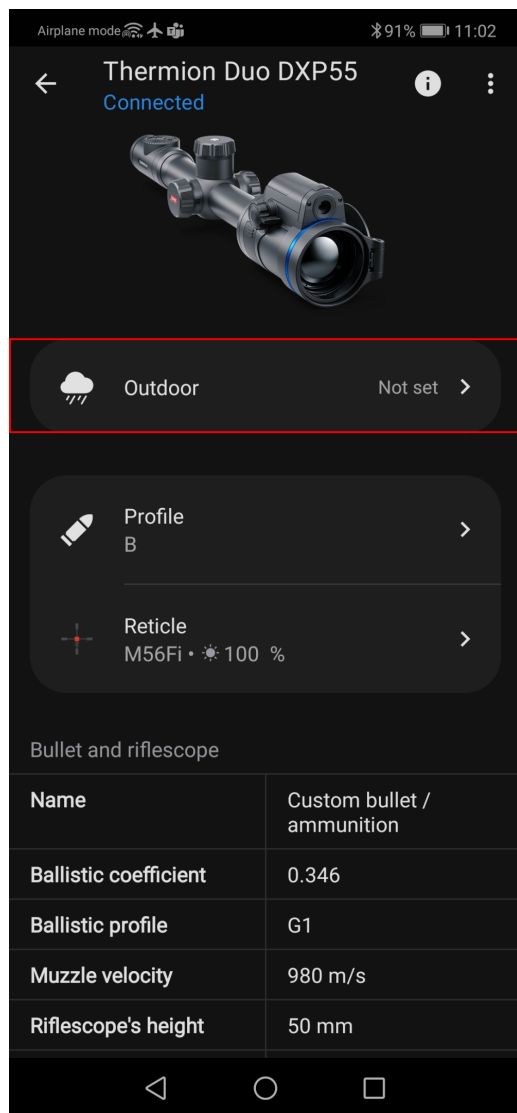 Airplane mode 91% 11:02
Thermion Duo DXP55
Connected
Outdoor Not set
Profile
B
Reticle
M56Fi • 100 %
Bullet and riflescope
Name Custom bullet /
ammunition
Ballistic coefficient 0.346
Ballistic profile G1
Muzzle velocity 980 m/s
Riflescope's height 50 mm